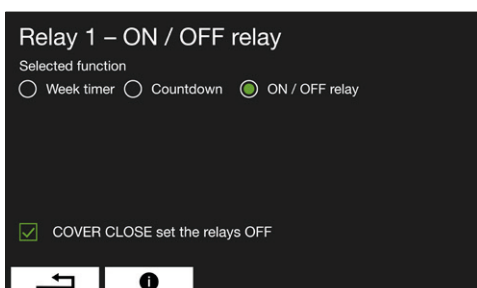 Relay 1 – ON / OFF relay
Selected function
Week timer Countdown ON / OFF relay
COVER CLOSE set the relays OFF